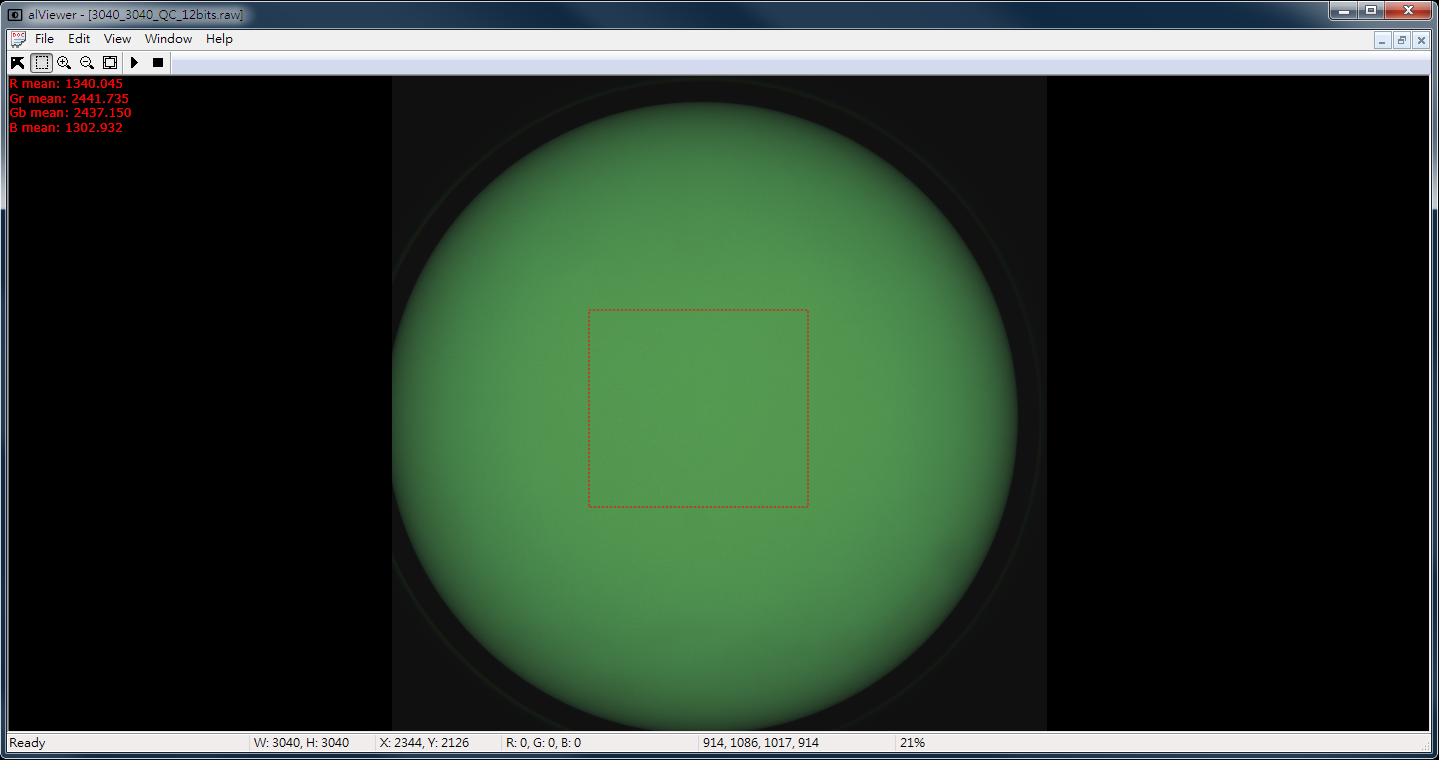 alViewer - [3040_3040_QC_12bits.raw]
File Edit View Window Help
R mean: 1340.045
Gr mean: 2441.735
Gb mean: 2437.150
B mean: 1302.932
Ready W: 3040, H: 3040 X: 2344, Y: 2126 R: 0, G: 0, B: 0 914, 1086, 1017, 914 21%